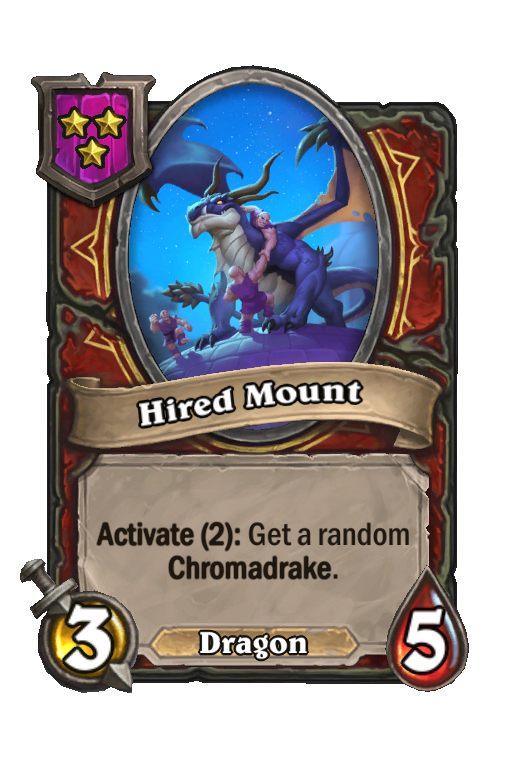 Hired Mount
Activate (2): Get a random
Chromadrake.
3
Dragon
5